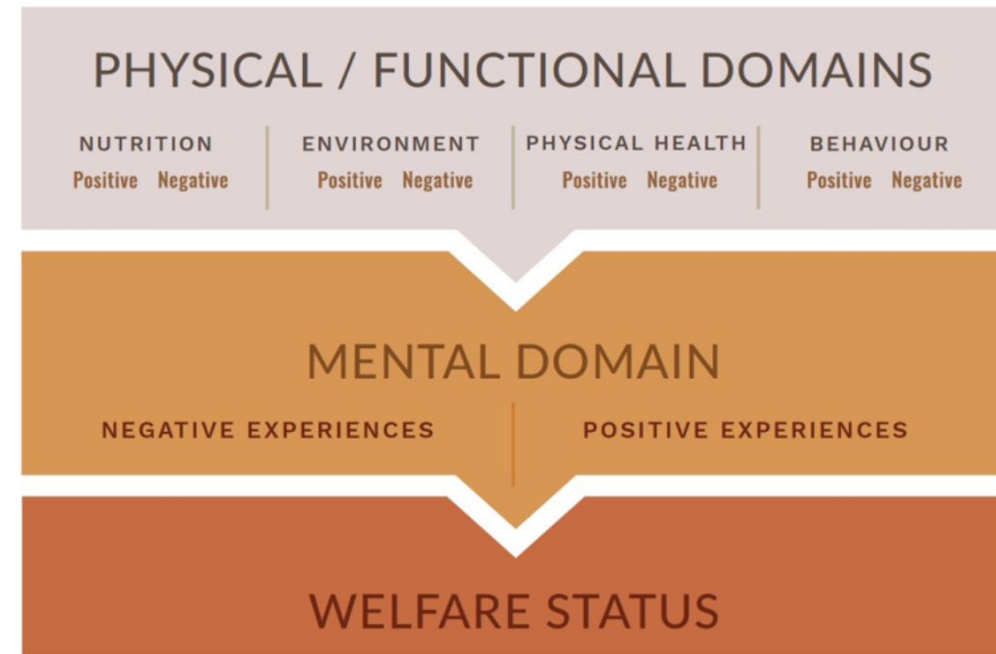 PHYSICAL / FUNCTIONAL DOMAINS
NUTRITION ENVIRONMENT PHYSICAL HEALTH BEHAVIOUR
Positive Negative Positive Negative Positive Negative Positive Negative
MENTAL DOMAIN
NEGATIVE EXPERIENCES POSITIVE EXPERIENCES
WELFARE STATUS